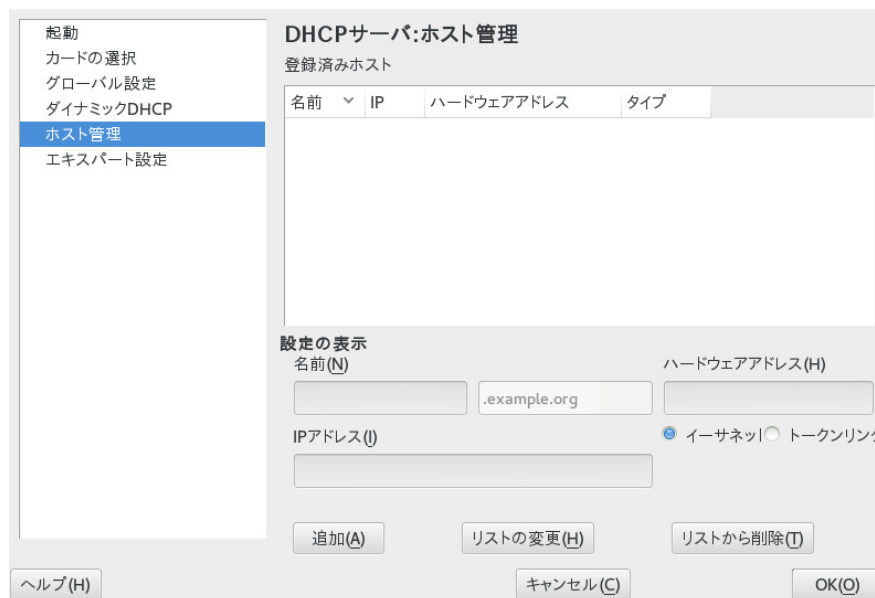 起動
カードの選択
グローバル設定
ダイナミックDHCP
ホスト管理
エキスパート設定
DHCPサーバ:ホスト管理
登録済みホスト
名前 IP ハードウェアアドレス タイプ
設定の表示
名前(N) ハードウェアアドレス(H)
.example.org
IPアドレス(I) イーサネット トークンリング
追加(A) リストの変更(H) リストから削除(T)
ヘルプ(H) キャンセル(C) OK(O)